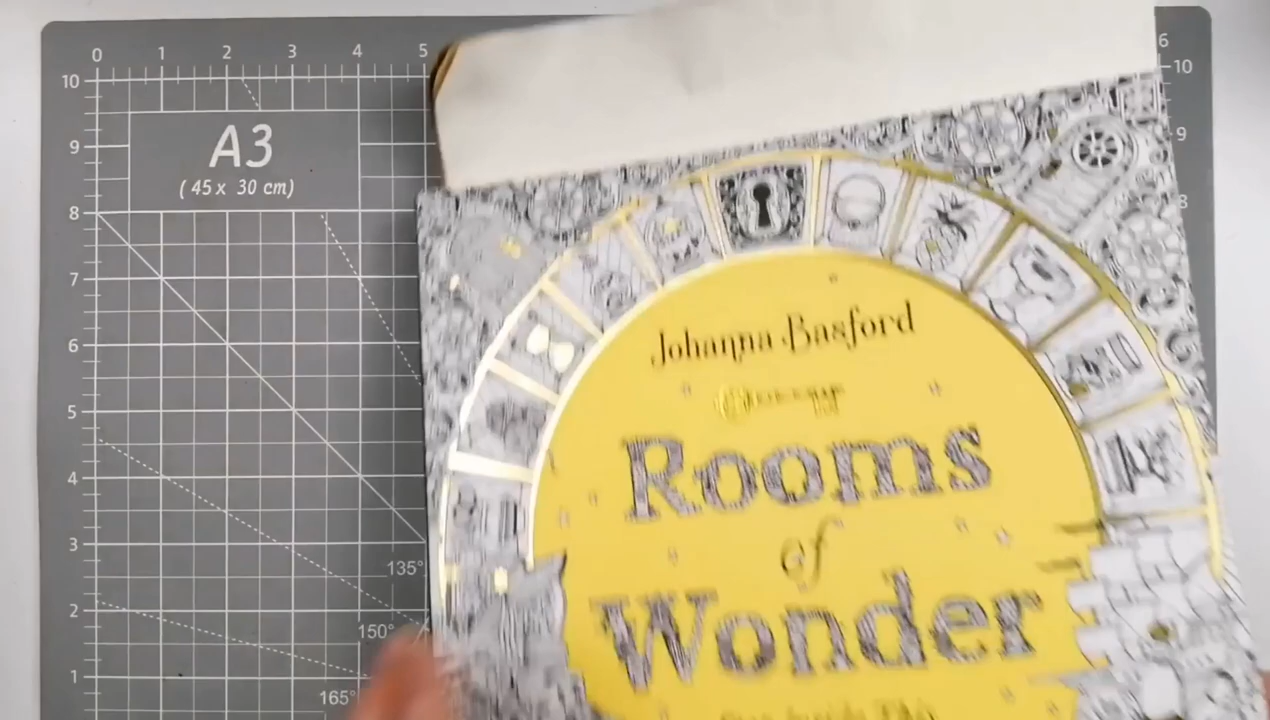 0 1 2 3 4 5
6
10
9
8
7
6
5
4
3
2
1
A3
( 45 x 30 cm)
10
9
8
135°
150°
165°
Johanna Basford
Rooms
of
Wonder